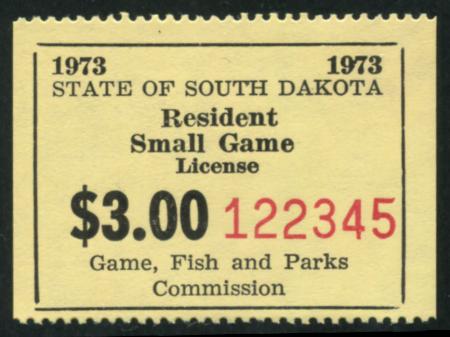 1973 1973
STATE OF SOUTH DAKOTA
Resident
Small Game
License
$3.00 122345
Game, Fish and Parks
Commission